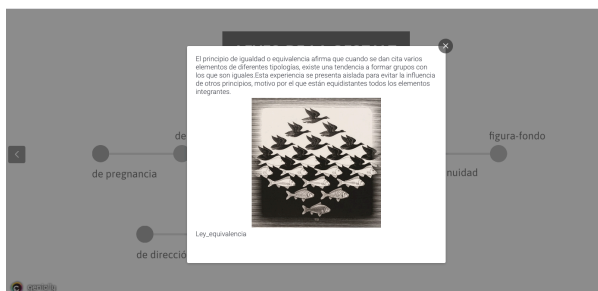 El principio de igualdad o equivalencia afirma que cuando se dan cita varios
elementos de diferentes tipologías, existe una tendencia a formar grupos con
los que son iguales.Esta experiencia se presenta aislada para evitar la influencia
de otros principios, motivo por el que están equidistantes todos los elementos
integrantes.
de
figura-fondo
de pregnancia
nuidad
Ley_equivalencia
de direcció
genially